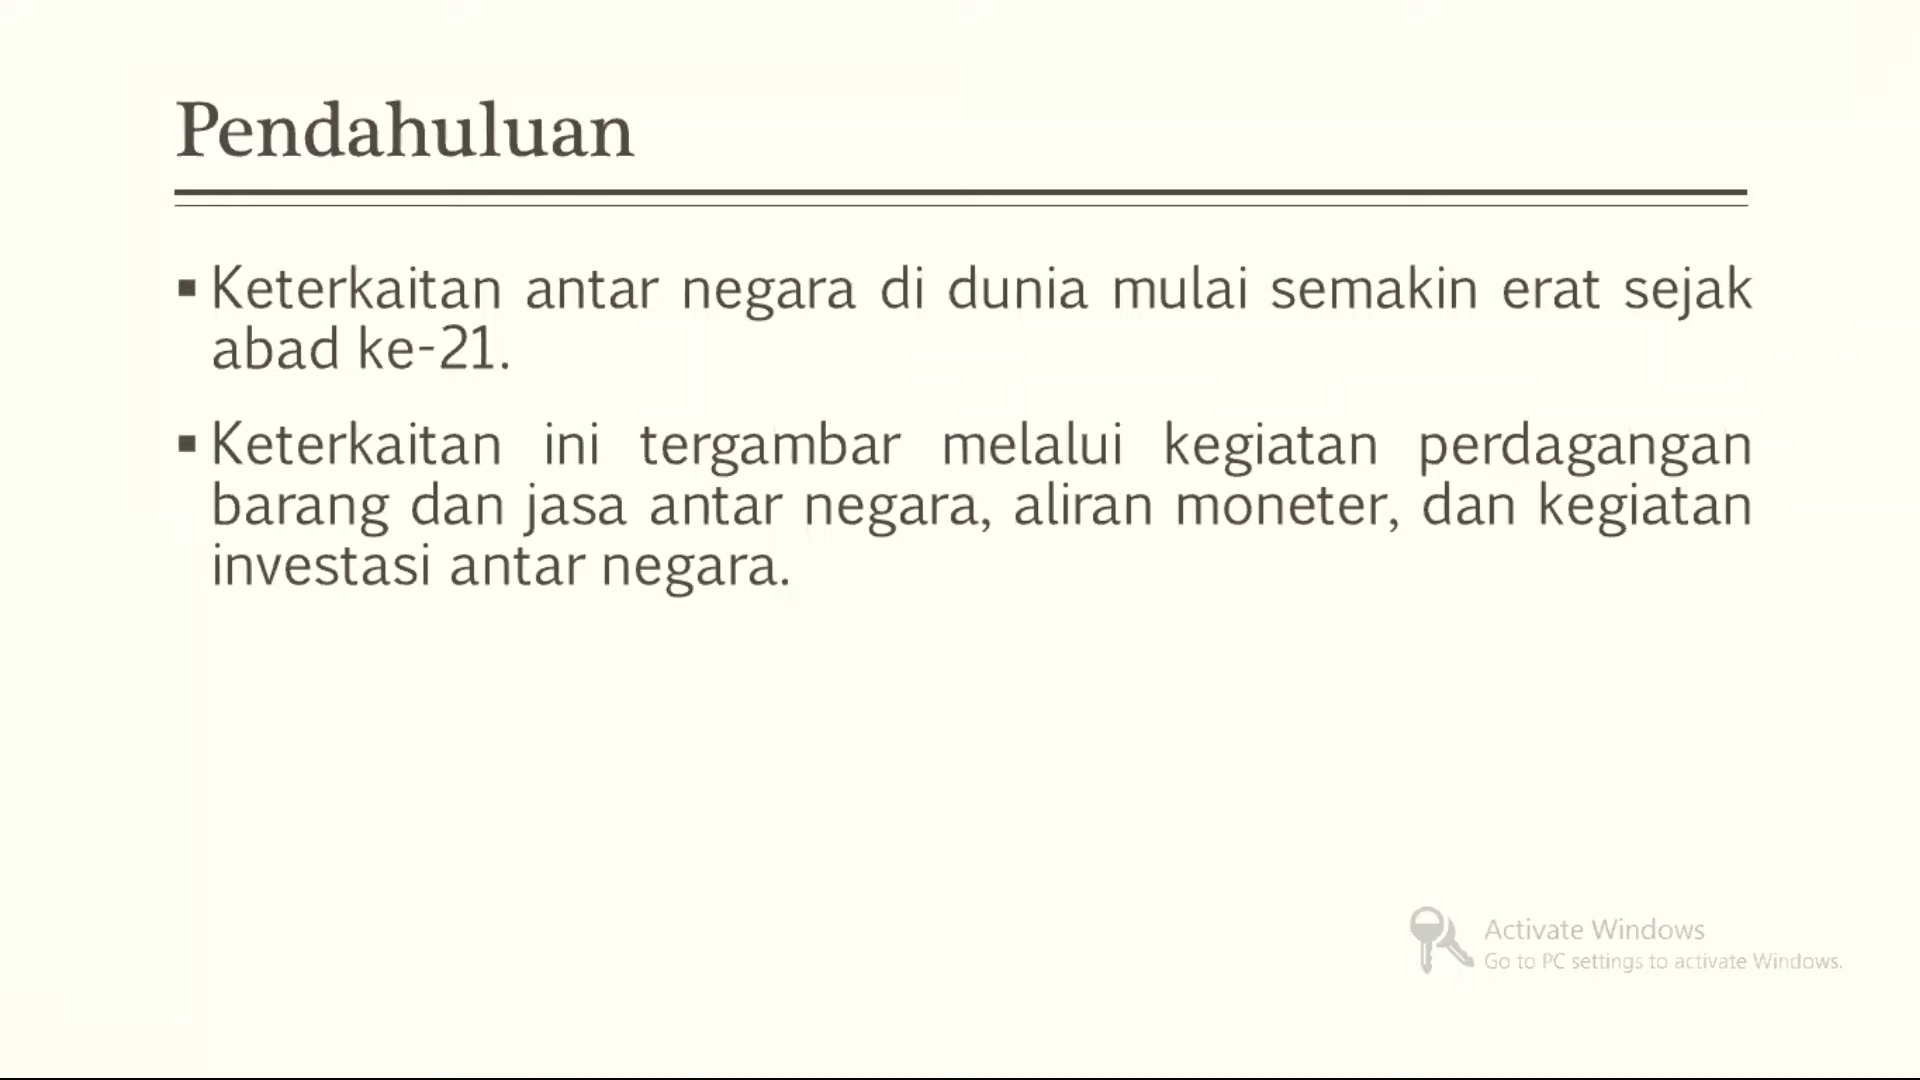 Pendahuluan
▪ Keterkaitan antar negara di dunia mulai semakin erat sejak
abad ke-21.
▪ Keterkaitan ini tergambar melalui kegiatan perdagangan
barang dan jasa antar negara, aliran moneter, dan kegiatan
investasi antar negara.
Activate Windows
Go to PC settings to activate Windows.